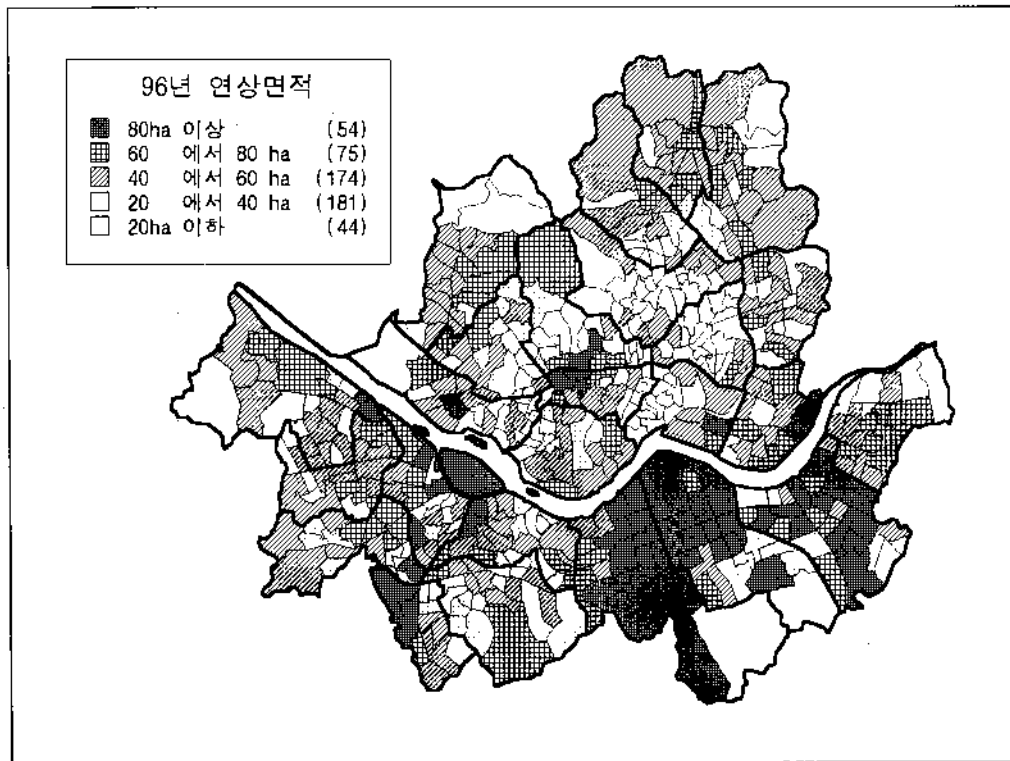 96년 연상면적
80ha 이상 (54)
60 에서 80 ha (75)
40 에서 60 ha (174)
20 에서 40 ha (181)
20ha 이하 (44)